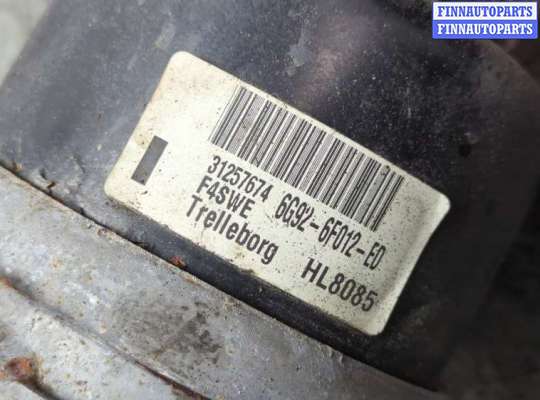 FINNAUTOPARTS
FINNAUTOPARTS
31257674 6G92-6F012-ED
F4SWE
Trelleborg HL8085